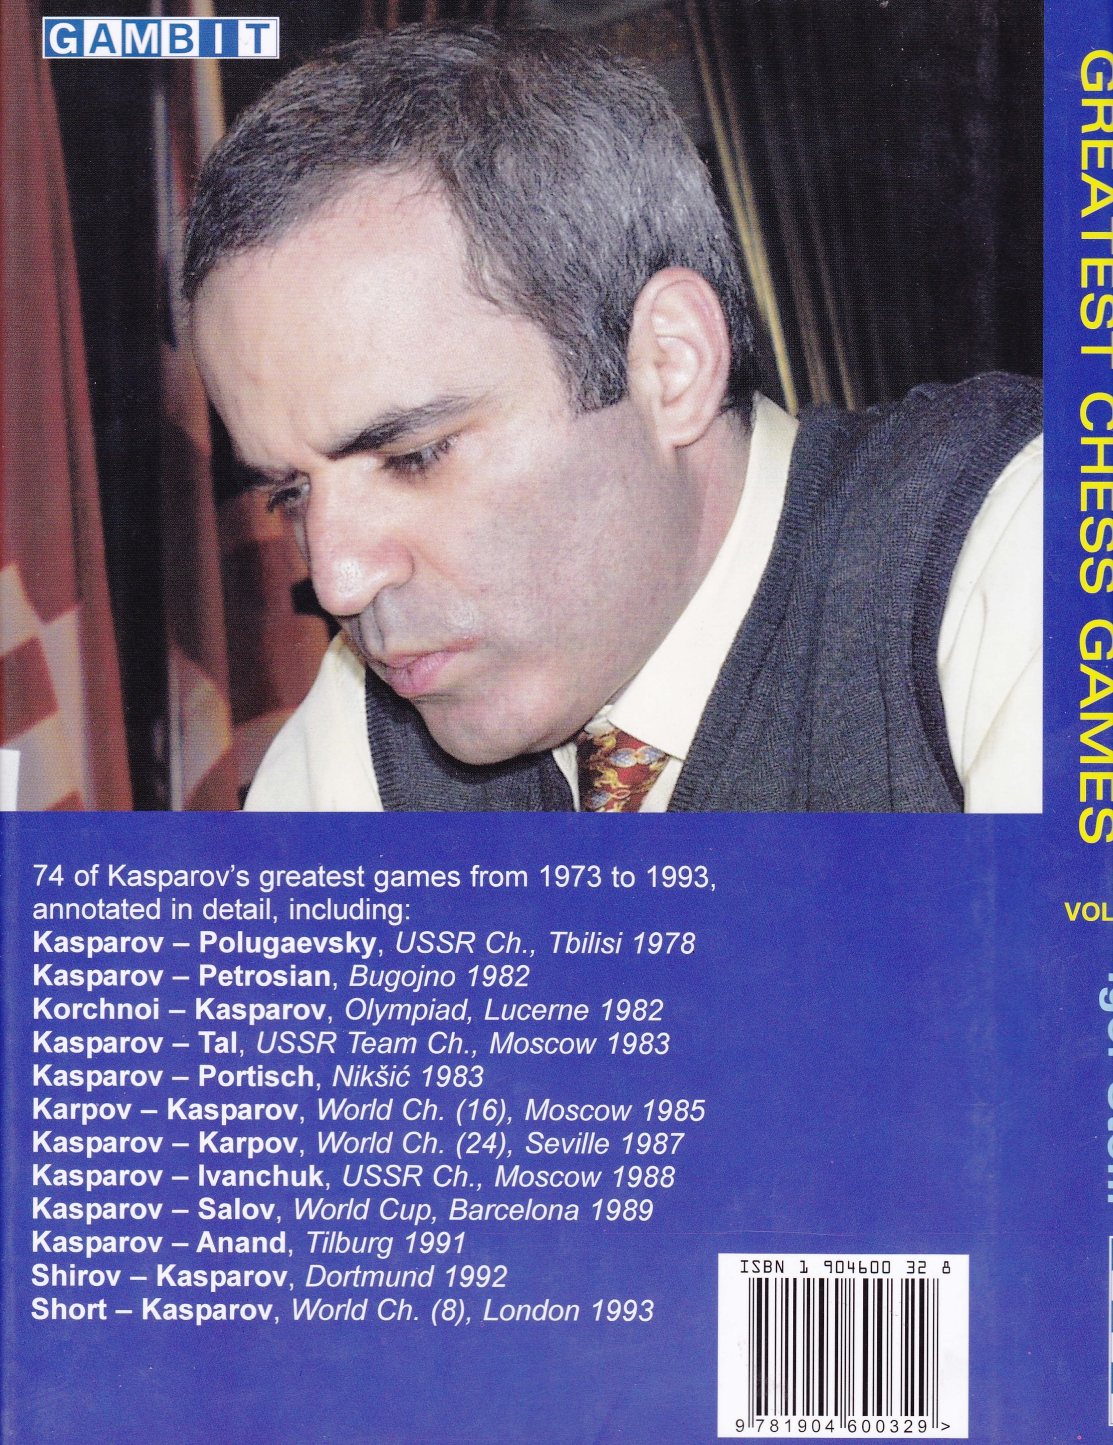 GAMBIT
GREATEST CHESS GAMES
VOL
74 of Kasparov's greatest games from 1973 to 1993,
annotated in detail, including:
Kasparov – Polugaevsky, USSR Ch., Tbilisi 1978
Kasparov – Petrosian, Bugojno 1982
Korchnoi – Kasparov, Olympiad, Lucerne 1982
Kasparov – Tal, USSR Team Ch., Moscow 1983
Kasparov – Portisch, Nikšić 1983
Karpov – Kasparov, World Ch. (16), Moscow 1985
Kasparov – Karpov, World Ch. (24), Seville 1987
Kasparov – Ivanchuk, USSR Ch., Moscow 1988
Kasparov – Salov, World Cup, Barcelona 1989
Kasparov – Anand, Tilburg 1991
Shirov – Kasparov, Dortmund 1992
Short – Kasparov, World Ch. (8), London 1993
ISBN 1 904600 32 8
9 781904 600329 >